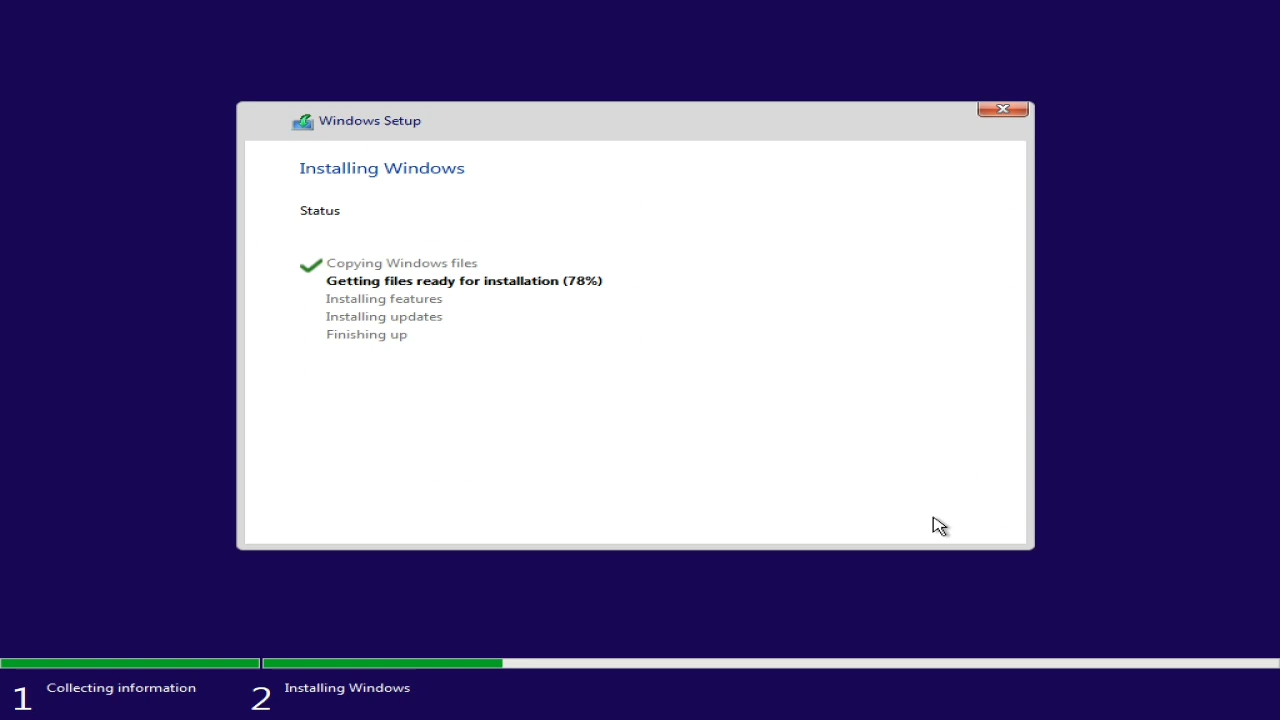 Windows Setup
Installing Windows
Status
Copying Windows files
Getting files ready for installation (78%)
Installing features
Installing updates
Finishing up
1 Collecting information
2 Installing Windows